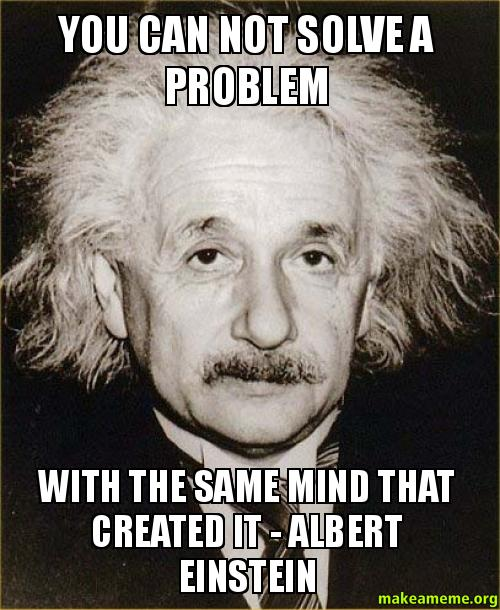 YOU CAN NOT SOLVE A
PROBLEM
WITH THE SAME MIND THAT
CREATED IT - ALBERT
EINSTEIN
makeameme.org